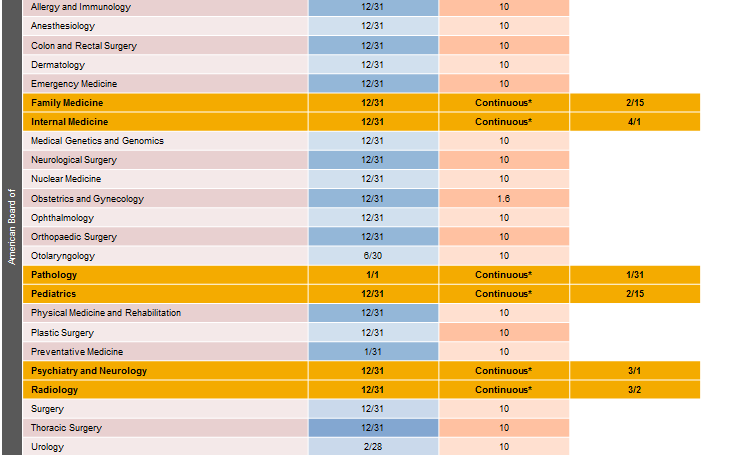 American Board of
Allergy and Immunology 12/31 10
Anesthesiology 12/31 10
Colon and Rectal Surgery 12/31 10
Dermatology 12/31 10
Emergency Medicine 12/31 10
Family Medicine 12/31 Continuous* 2/15
Internal Medicine 12/31 Continuous* 4/1
Medical Genetics and Genomics 12/31 10
Neurological Surgery 12/31 10
Nuclear Medicine 12/31 10
Obstetrics and Gynecology 12/31 1.6
Ophthalmology 12/31 10
Orthopaedic Surgery 12/31 10
Otolaryngology 6/30 10
Pathology 1/1 Continuous* 1/31
Pediatrics 12/31 Continuous* 2/15
Physical Medicine and Rehabilitation 12/31 10
Plastic Surgery 12/31 10
Preventative Medicine 1/31 10
Psychiatry and Neurology 12/31 Continuous* 3/1
Radiology 12/31 Continuous* 3/2
Surgery 12/31 10
Thoracic Surgery 12/31 10
Urology 2/28 10